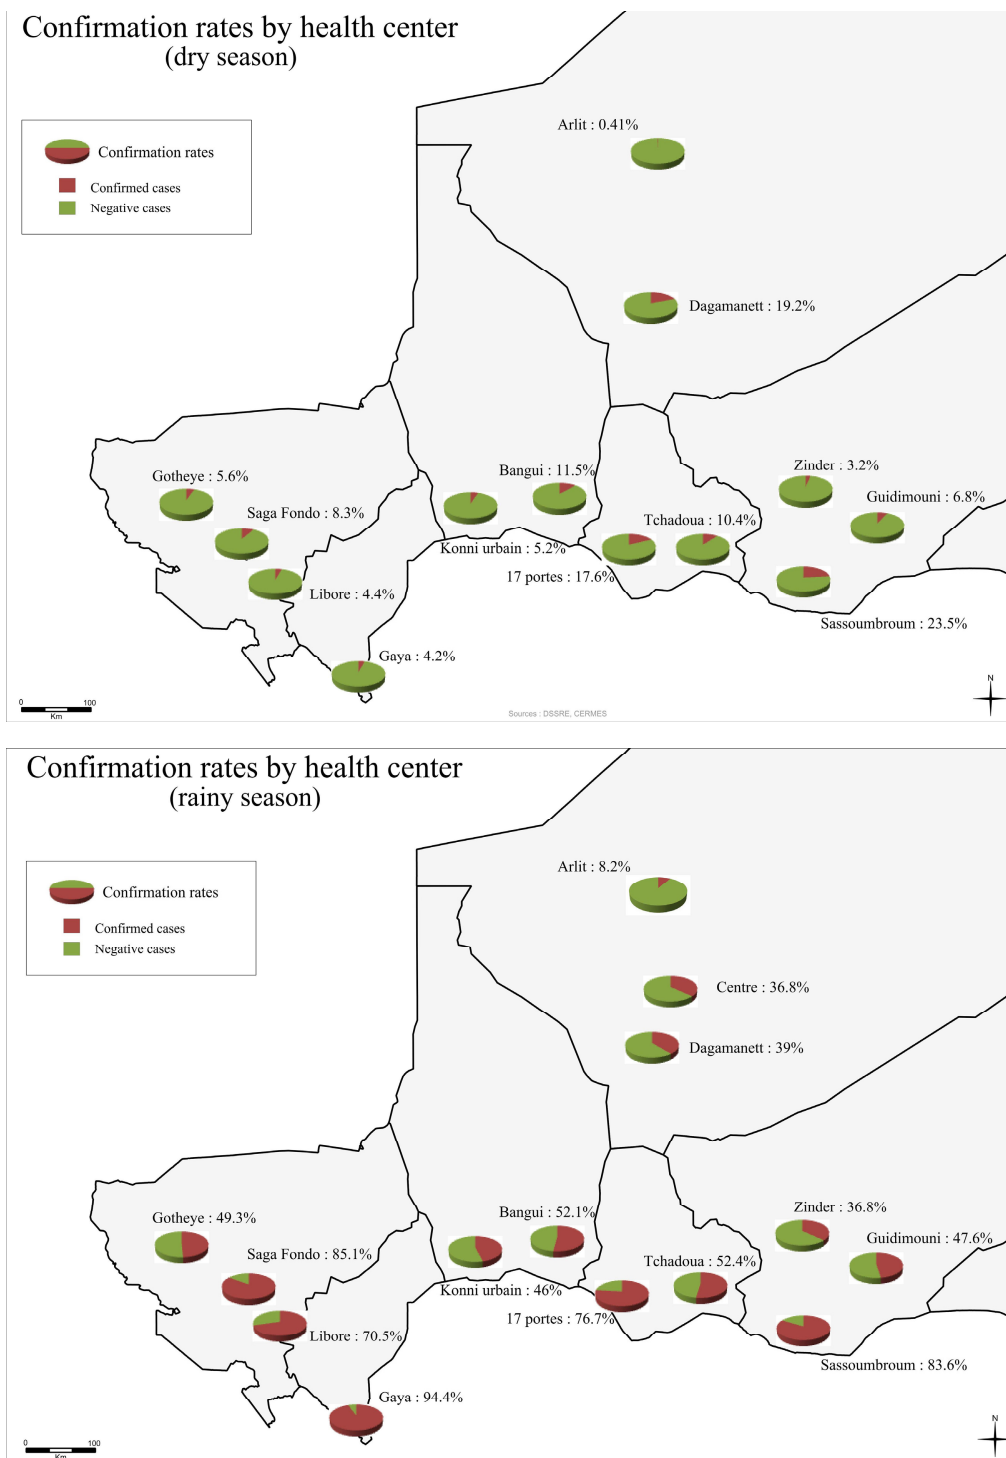 Confirmation rates by health center
(dry season)
Confirmation rates
Confirmed cases
Negative cases
Arlit : 0.41%
Dagamanett : 19.2%
Gotheye : 5.6%
Saga Fondo : 8.3%
Libore : 4.4%
Gaya : 4.2%
Bangui : 11.5%
Konni urbain : 5.2%
17 portes : 17.6%
Tchadoua : 10.4%
Zinder : 3.2%
Guidimouni : 6.8%
Sassoumbroum : 23.5%
0 100
Km
Sources : DSSRE, CERMES
N
Confirmation rates by health center
(rainy season)
Confirmation rates
Confirmed cases
Negative cases
Arlit : 8.2%
Centre : 36.8%
Dagamanett : 39%
Gotheye : 49.3%
Saga Fondo : 85.1%
Libore : 70.5%
Gaya : 94.4%
Bangui : 52.1%
Konni urbain : 46%
17 portes : 76.7%
Tchadoua : 52.4%
Zinder : 36.8%
Guidimouni : 47.6%
Sassoumbroum : 83.6%
0 100
Km
N